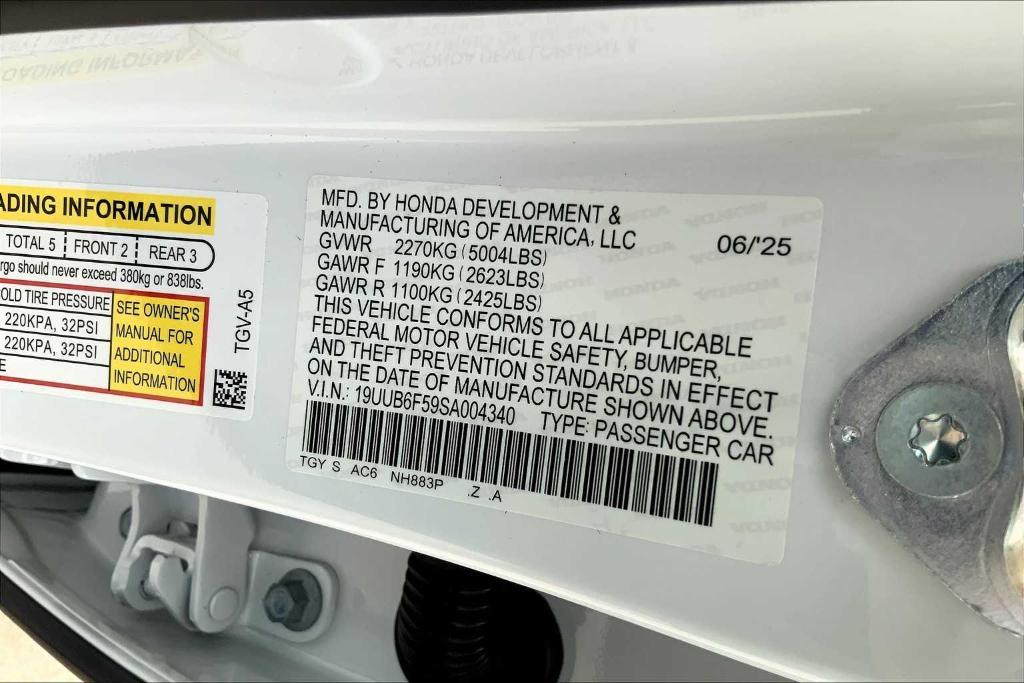 ADING INFORMATION
TOTAL 5 FRONT 2 REAR 3
rgo should never exceed 380kg or 838lbs.
OLD TIRE PRESSURE
220KPA, 32PSI
220KPA, 32PSI
E
SEE OWNER'S
MANUAL FOR
ADDITIONAL
INFORMATION
TGV-A5
MFD. BY HONDA DEVELOPMENT &
MANUFACTURING OF AMERICA, LLC
06/'25
GVWR 2270KG (5004LBS)
GAWR F 1190KG (2623LBS)
GAWR R 1100KG (2425LBS)
THIS VEHICLE CONFORMS TO ALL APPLICABLE
FEDERAL MOTOR VEHICLE SAFETY, BUMPER,
AND THEFT PREVENTION STANDARDS IN EFFECT
ON THE DATE OF MANUFACTURE SHOWN ABOVE.
V.I.N.: 19UUB6F59SA004340 TYPE: PASSENGER CAR
TGY S AC6 NH883P .Z .A